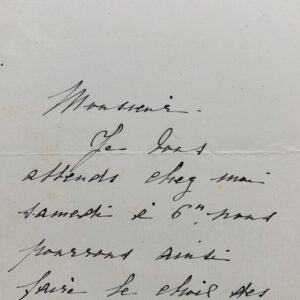 Monsieur.
Je vous
attends chez moi
samedi à 6h. nous
pourrons ainsi
faire le choix des